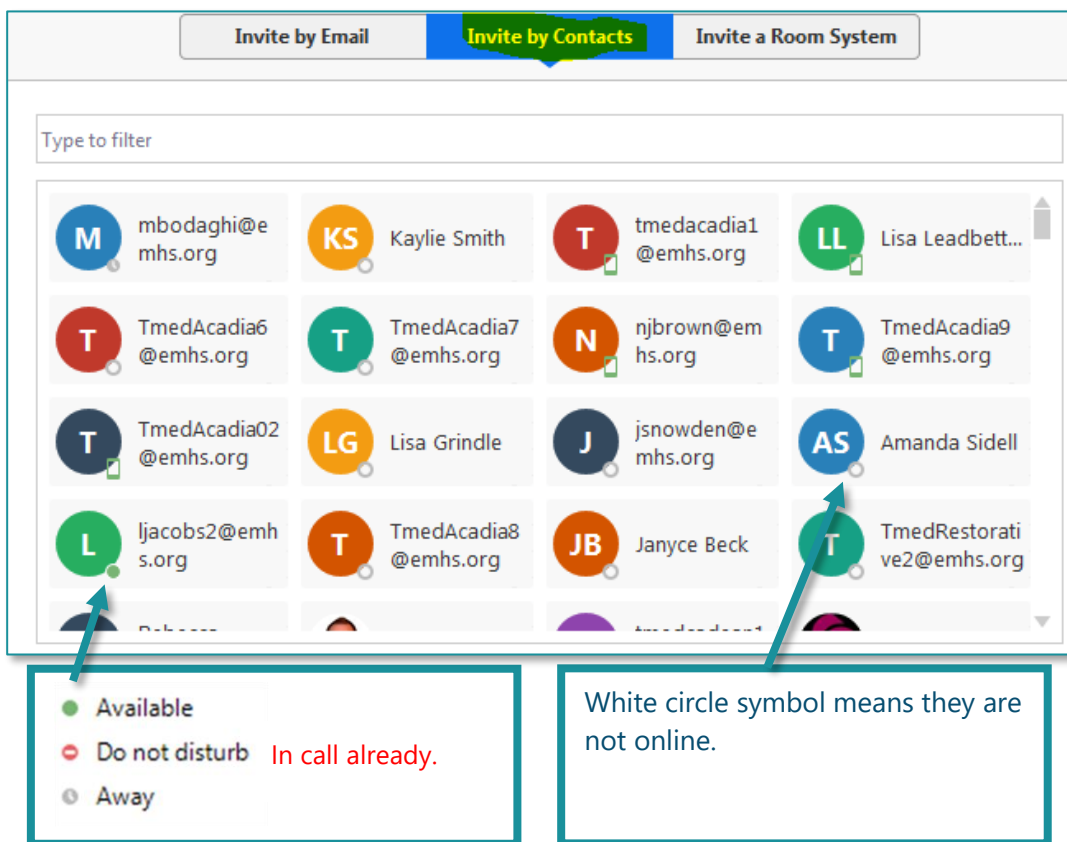 Invite by Email Invite by Contacts Invite a Room System
Type to filter
M mbodaghi@e
mhs.org
KS Kaylie Smith
T tmedacadia1
@emhs.org
LL Lisa Leadbett...
T TmedAcadia6
@emhs.org
T TmedAcadia7
@emhs.org
N njbrown@em
hs.org
T TmedAcadia9
@emhs.org
T TmedAcadia02
@emhs.org
LG Lisa Grindle
J jsnowden@e
mhs.org
AS Amanda Sidell
L ljacobs2@emh
s.org
T TmedAcadia8
@emhs.org
JB Janyce Beck
T TmedRestorati
ve2@emhs.org
Available
Do not disturb In call already.
Away
White circle symbol means they are
not online.